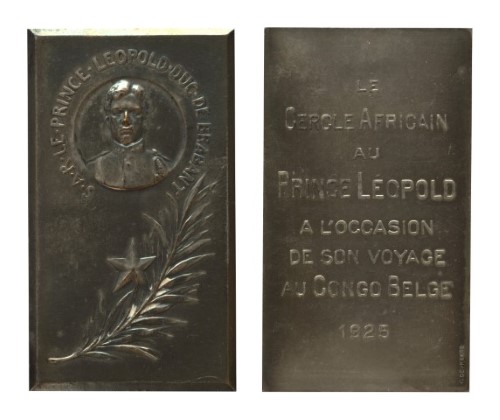 S·A·R·LE·PRINCE·LEOPOLD·DUC·DE BRABANT
LE
CERCLE AFRICAIN
AU
PRINCE LEOPOLD
A L'OCCASION
DE SON VOYAGE
AU CONGO BELGE
1925